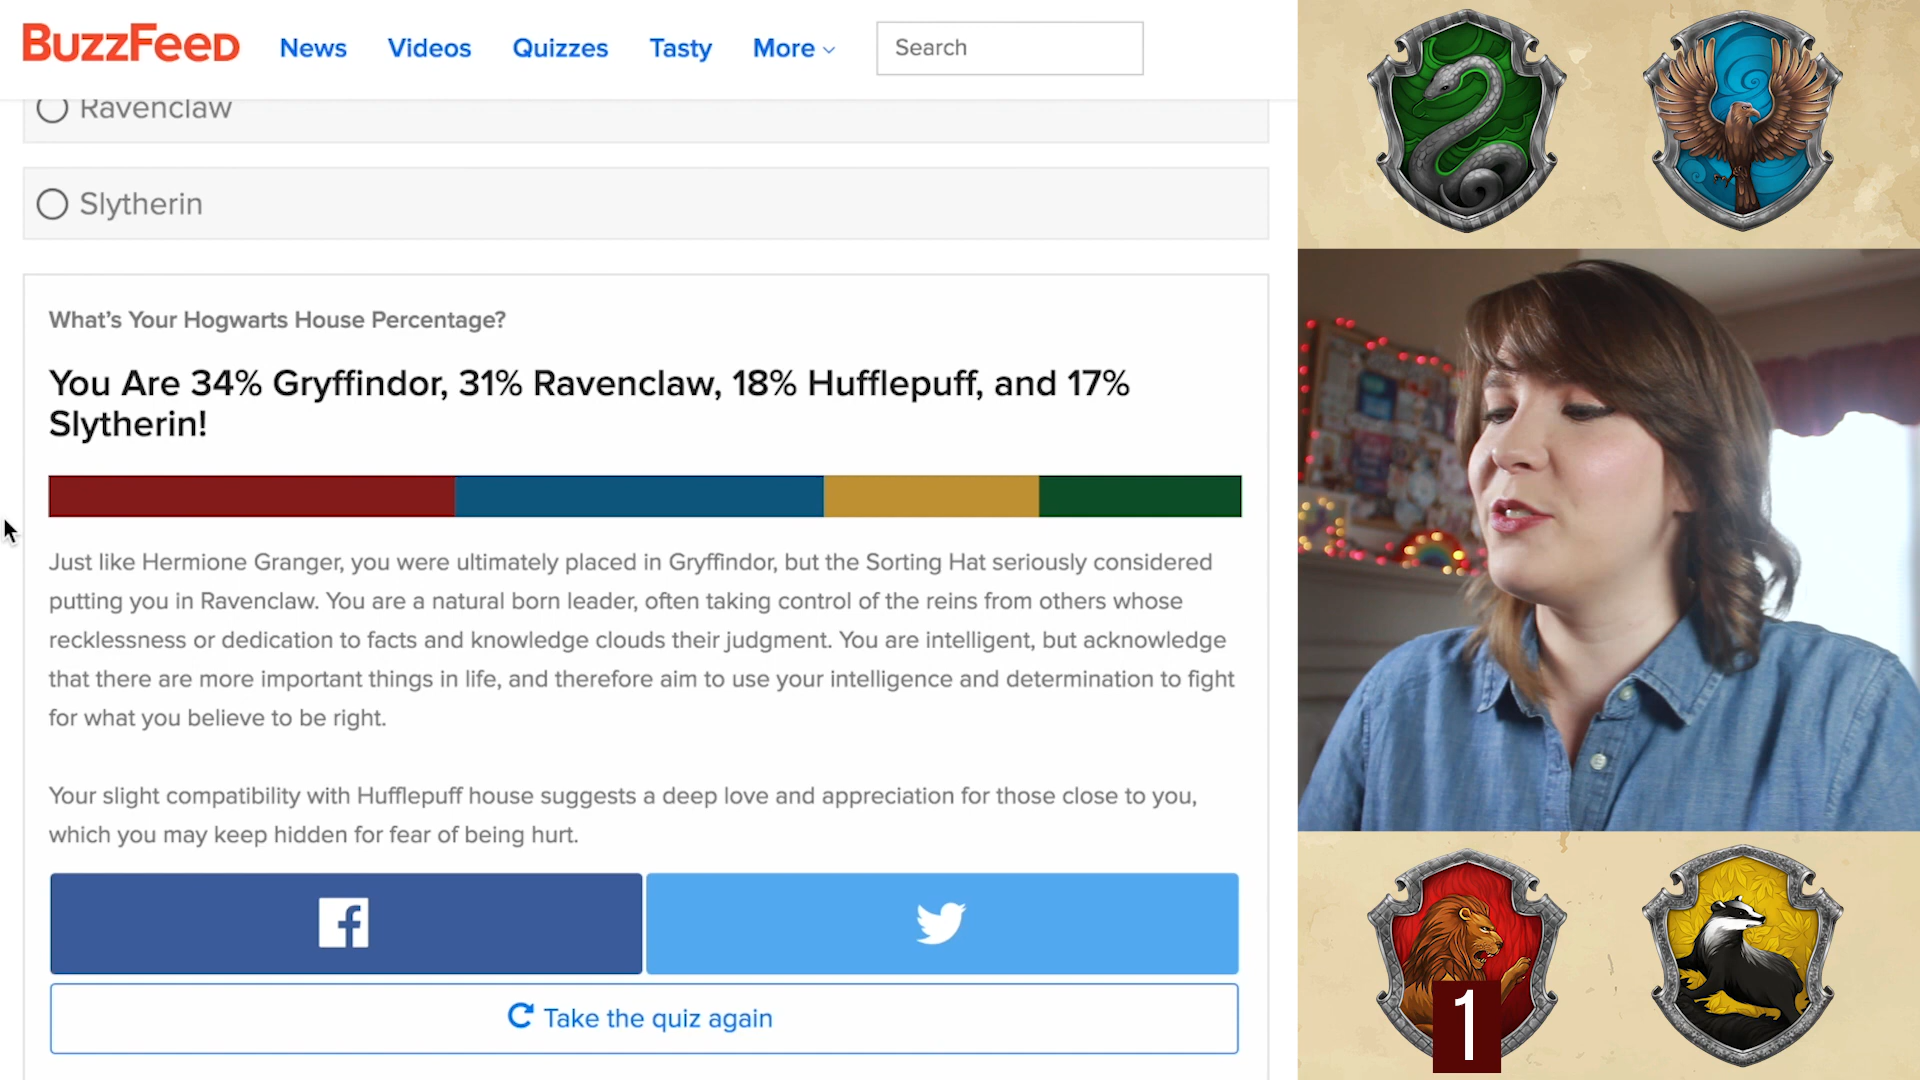 BuzzFeed News Videos Quizzes Tasty More Search
Ravenclaw
Slytherin
What's Your Hogwarts House Percentage?
You Are 34% Gryffindor, 31% Ravenclaw, 18% Hufflepuff, and 17%
Slytherin!
Just like Hermione Granger, you were ultimately placed in Gryffindor, but the Sorting Hat seriously considered
putting you in Ravenclaw. You are a natural born leader, often taking control of the reins from others whose
recklessness or dedication to facts and knowledge clouds their judgment. You are intelligent, but acknowledge
that there are more important things in life, and therefore aim to use your intelligence and determination to fight
for what you believe to be right.
Your slight compatibility with Hufflepuff house suggests a deep love and appreciation for those close to you,
which you may keep hidden for fear of being hurt.
Take the quiz again
1